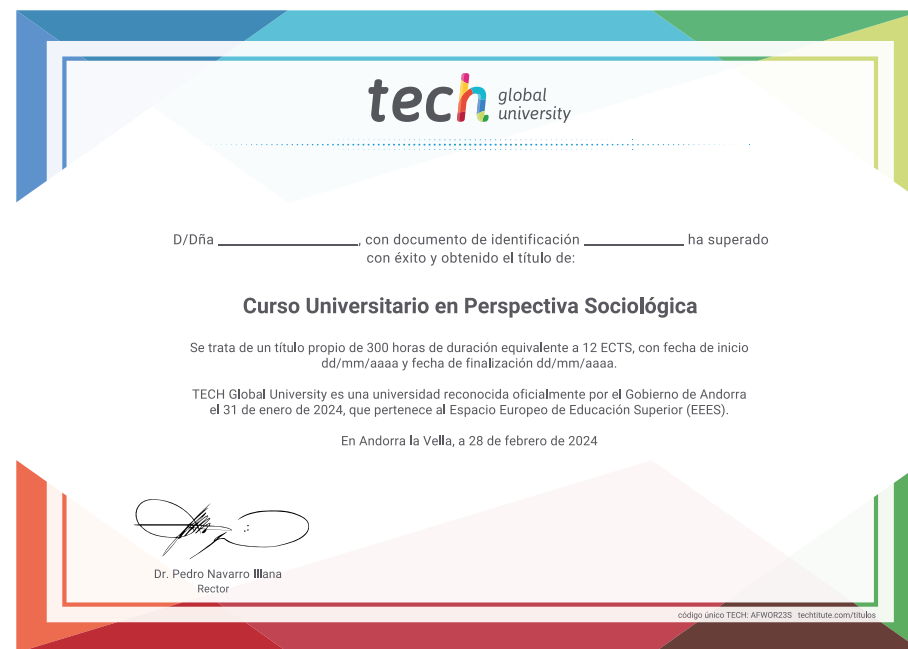 tech global university
D/Dña ____________________, con documento de identificación ______________ ha superado
con éxito y obtenido el título de:
Curso Universitario en Perspectiva Sociológica
Se trata de un título propio de 300 horas de duración equivalente a 12 ECTS, con fecha de inicio
dd/mm/aaaa y fecha de finalización dd/mm/aaaa.
TECH Global University es una universidad reconocida oficialmente por el Gobierno de Andorra
el 31 de enero de 2024, que pertenece al Espacio Europeo de Educación Superior (EEES).
En Andorra la Vella, a 28 de febrero de 2024
Dr. Pedro Navarro Illana
Rector
código único TECH: AFWOR23S techtitute.com/titulos